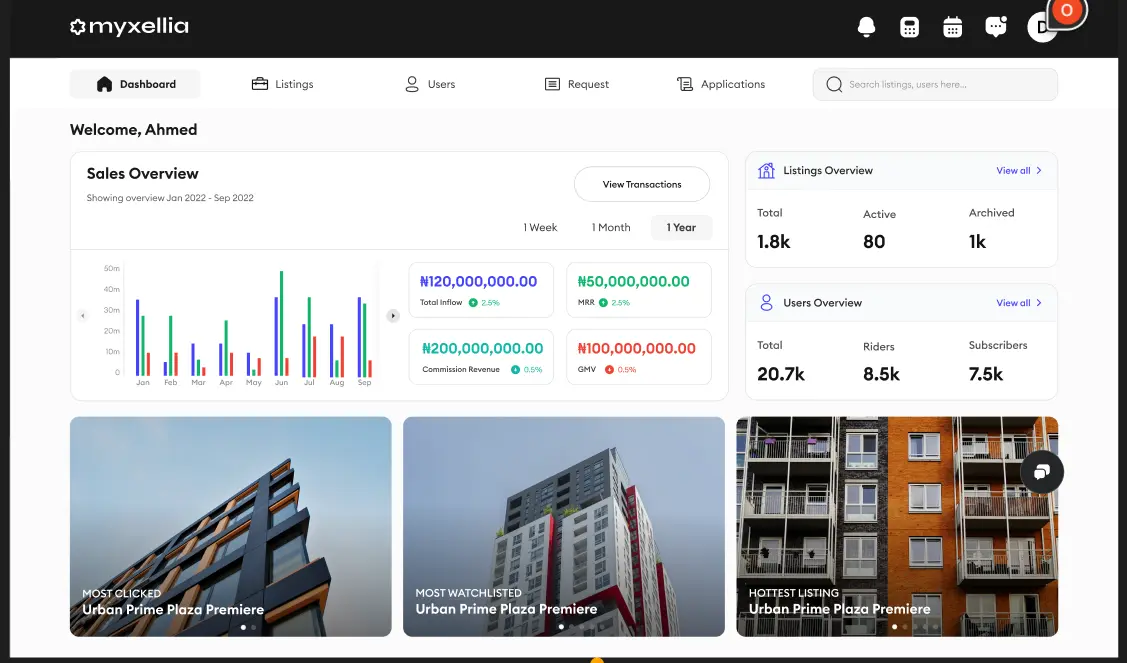 myxellia
D
O
Dashboard
Listings
Users
Request
Applications
Search listings, users here...
Welcome, Ahmed
Sales Overview
Showing overview Jan 2022 - Sep 2022
View Transactions
1 Week
1 Month
1 Year
50m
40m
30m
20m
10m
0
Jan Feb Mar Apr May Jun Jul Aug Sep
₦120,000,000.00
Total Inflow 2.5%
₦50,000,000.00
MRR 2.5%
₦200,000,000.00
Commission Revenue 0.5%
₦100,000,000.00
GMV 0.5%
Listings Overview
View all
Total Active Archived
1.8k 80 1k
Users Overview
View all
Total Riders Subscribers
20.7k 8.5k 7.5k
MOST CLICKED
Urban Prime Plaza Premiere
MOST WATCHLISTED
Urban Prime Plaza Premiere
HOTTEST LISTING
Urban Prime Plaza Premiere